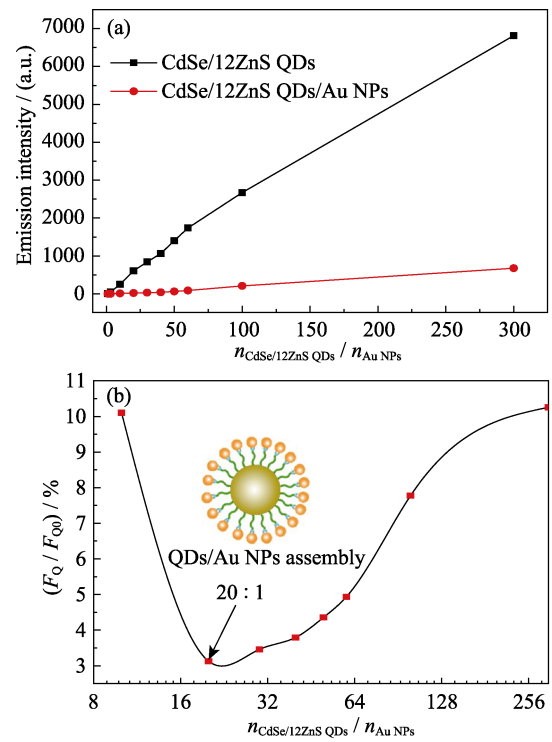 (a)
CdSe/12ZnS QDs
CdSe/12ZnS QDs/Au NPs
Emission intensity / (a.u.)
7000
6000
5000
4000
3000
2000
1000
0
0 50 100 150 200 250 300
nCdSe/12ZnS QDs / nAu NPs
(b)
(FQ / FQ0) / %
11
10
9
8
7
6
5
4
3
QDs/Au NPs assembly
20 : 1
8 16 32 64 128 256
nCdSe/12ZnS QDs / nAu NPs